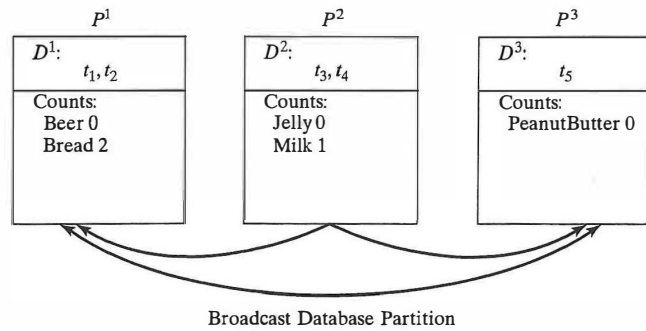 P¹ P² P³
D¹: D²: D³:
t₁, t₂ t₃, t₄ t₅
Counts: Counts: Counts:
Beer 0 Jelly 0 PeanutButter 0
Bread 2 Milk 1
Broadcast Database Partition